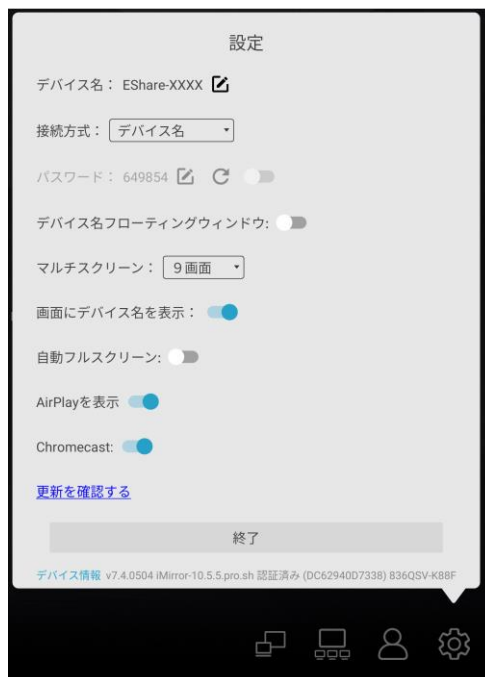 設定
デバイス名： EShare-XXXX
接続方式： デバイス名
パスワード： 649854
デバイス名フローティングウィンドウ:
マルチスクリーン： ９画面
画面にデバイス名を表示：
自動フルスクリーン:
AirPlayを表示
Chromecast:
更新を確認する
終了
デバイス情報 v7.4.0504 iMirror-10.5.5.pro.sh 認証済み (DC62940D7338) 836QSV-K88F